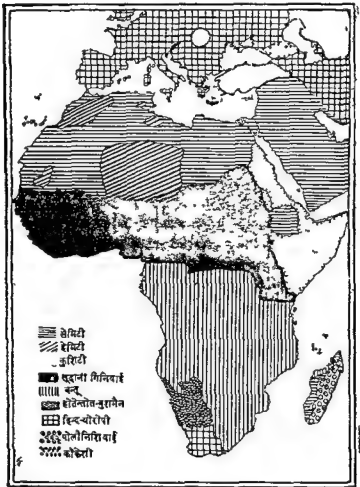 सेमिटी
हेमिटी
कुशिटी
सूडानी गिनियाई
बन्तू
होतेन्तोत-बुशमैन
हिन्द-योरोपी
पोलीनिशियाई